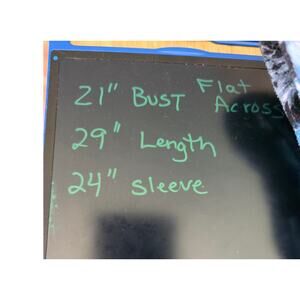 21" BUST Flat Across
29" Length
24" Sleeve